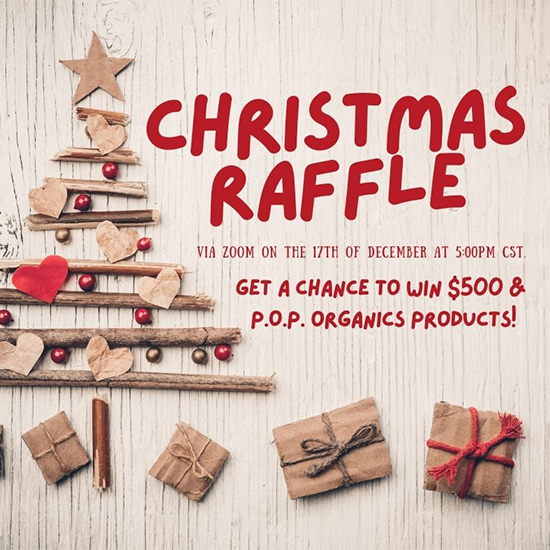 CHRISTMAS
RAFFLE
VIA ZOOM ON THE 17TH OF DECEMBER AT 5:00PM CST.
GET A CHANCE TO WIN $500 &
P.O.P. ORGANICS PRODUCTS!